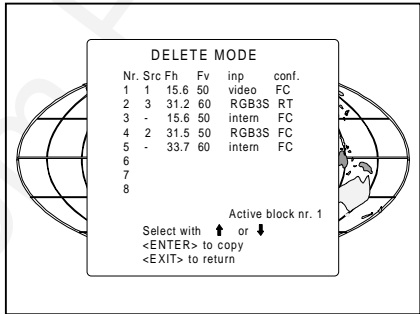 DELETE MODE
Nr. Src Fh Fv inp conf.
1 1 15.6 50 video FC
2 3 31.2 60 RGB3S RT
3 - 15.6 50 intern FC
4 2 31.5 50 RGB3S FC
5 - 33.7 60 intern FC
6
7
8
Active block nr. 1
Select with ↑ or ↓
<ENTER> to copy
<EXIT> to return